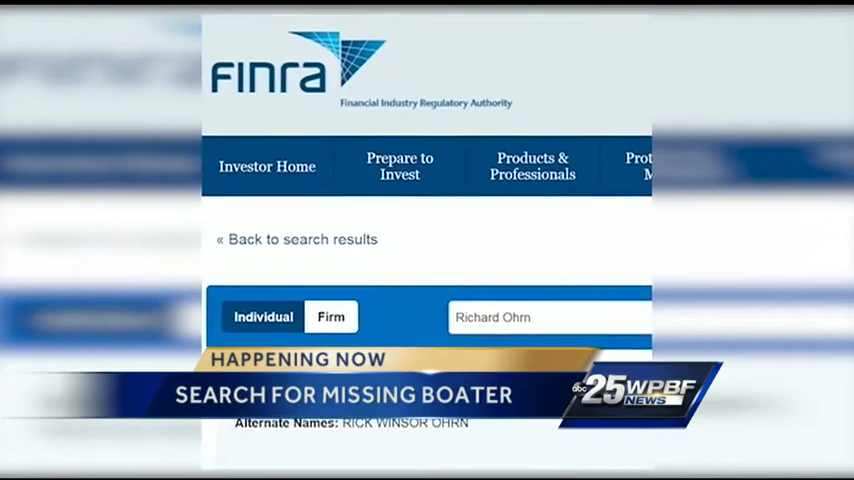 FINRA
Financial Industry Regulatory Authority
Investor Home
Prepare to
Invest
Products &
Professionals
« Back to search results
Individual
Firm
Richard Ohrn
HAPPENING NOW
SEARCH FOR MISSING BOATER
abc 25 WPBF
NEWS
Alternate Names: RICK WINSOR OHRN